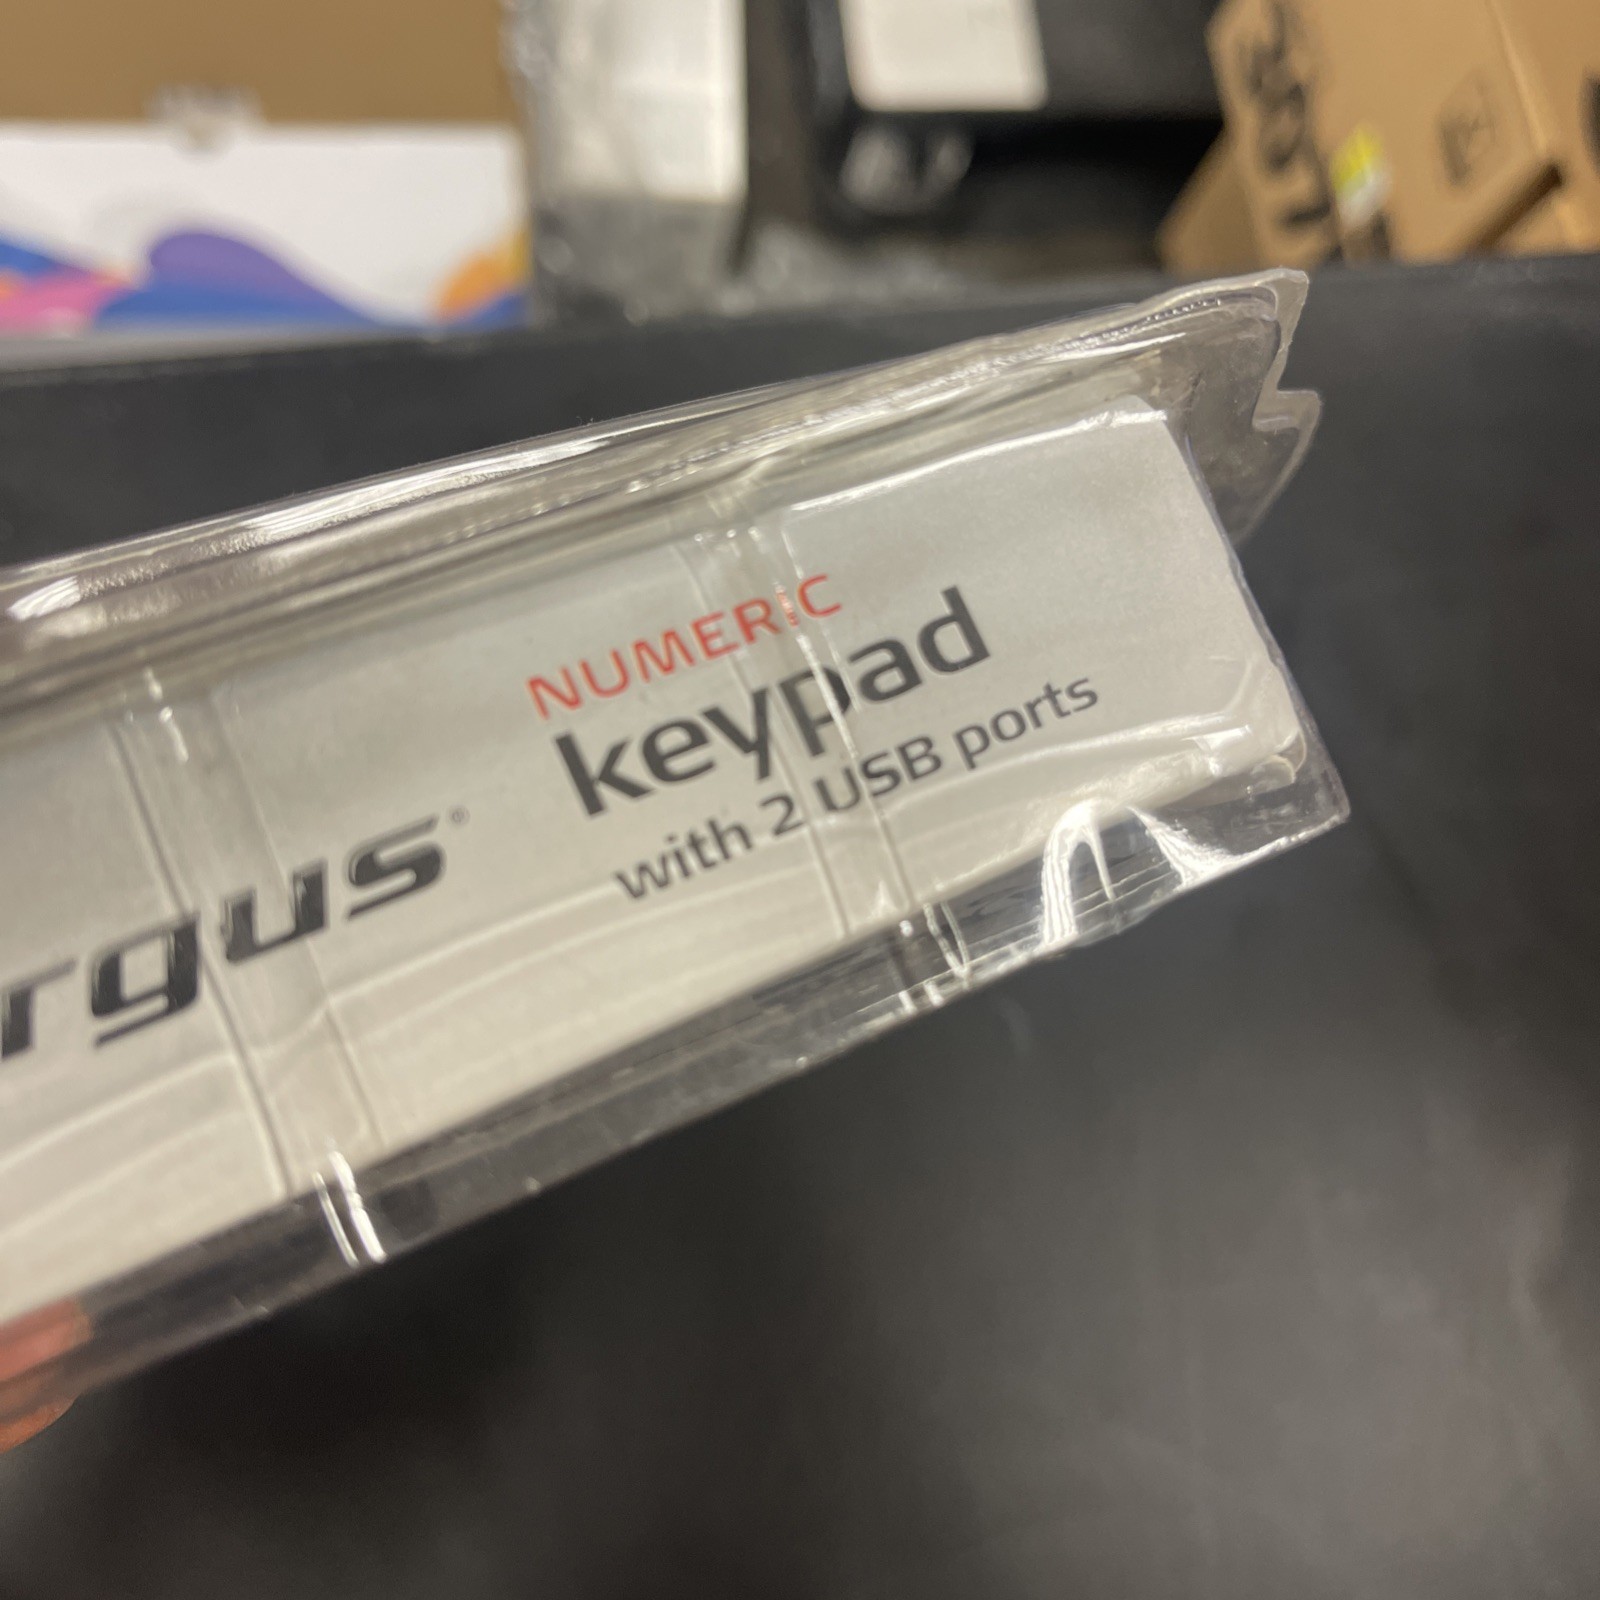 NUMERIC
keypad
with 2 USB ports
rgus®